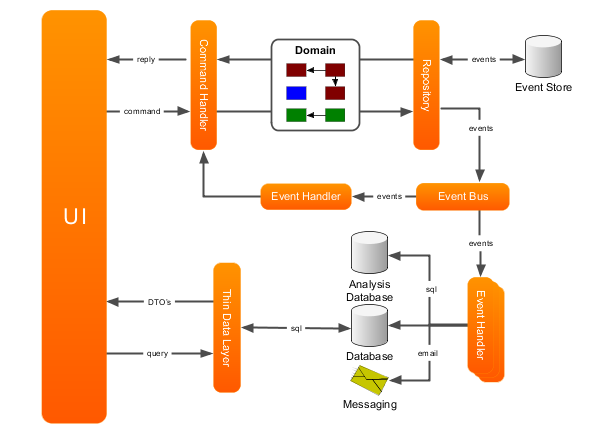 UI
reply
command
Command Handler
Domain
Repository
events
Event Store
events
Event Handler
events
Event Bus
events
Analysis
Database
sql
Event Handler
DTO's
Thin Data Layer
sql
Database
query
email
Messaging